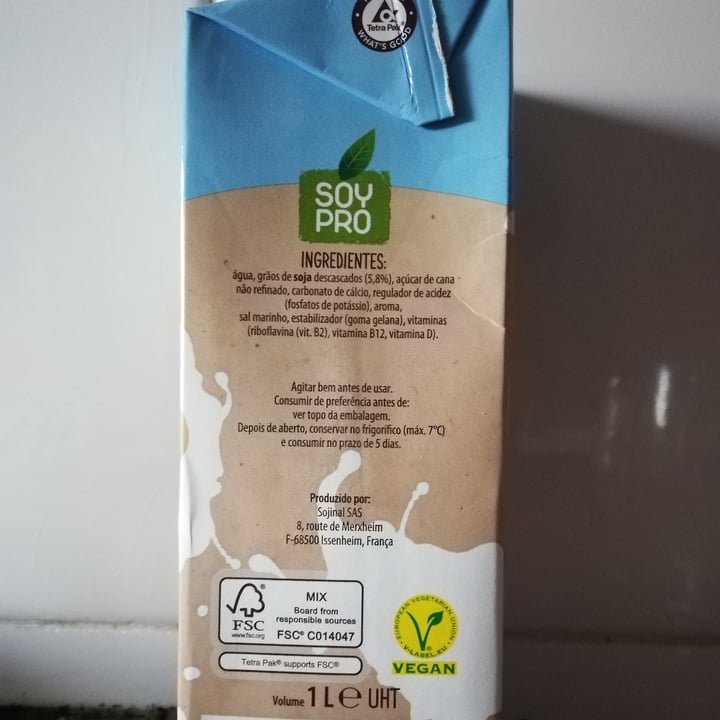 Tetra Pak®
WHAT'S GOOD
SOY
PRO
INGREDIENTES:
água, grãos de soja descascados (5,8%), açúcar de cana
não refinado, carbonato de cálcio, regulador de acidez
(fosfatos de potássio), aroma,
sal marinho, estabilizador (goma gelana), vitaminas
(riboflavina (vit. B2), vitamina B12, vitamina D).
Agitar bem antes de usar.
Consumir de preferência antes de:
ver topo da embalagem.
Depois de aberto, conservar no frigorífico (máx. 7°C)
e consumir no prazo de 5 dias.
Produzido por:
Sojinal SAS
8, route de Merxheim
F-68500 Issenheim, França
FSC
www.fsc.org
MIX
Board from
responsible sources
FSC® C014047
Tetra Pak® supports FSC®
EUROPEAN VEGETARIAN UNION
V-LABEL.EU
VEGAN
Volume 1 L ℮ UHT